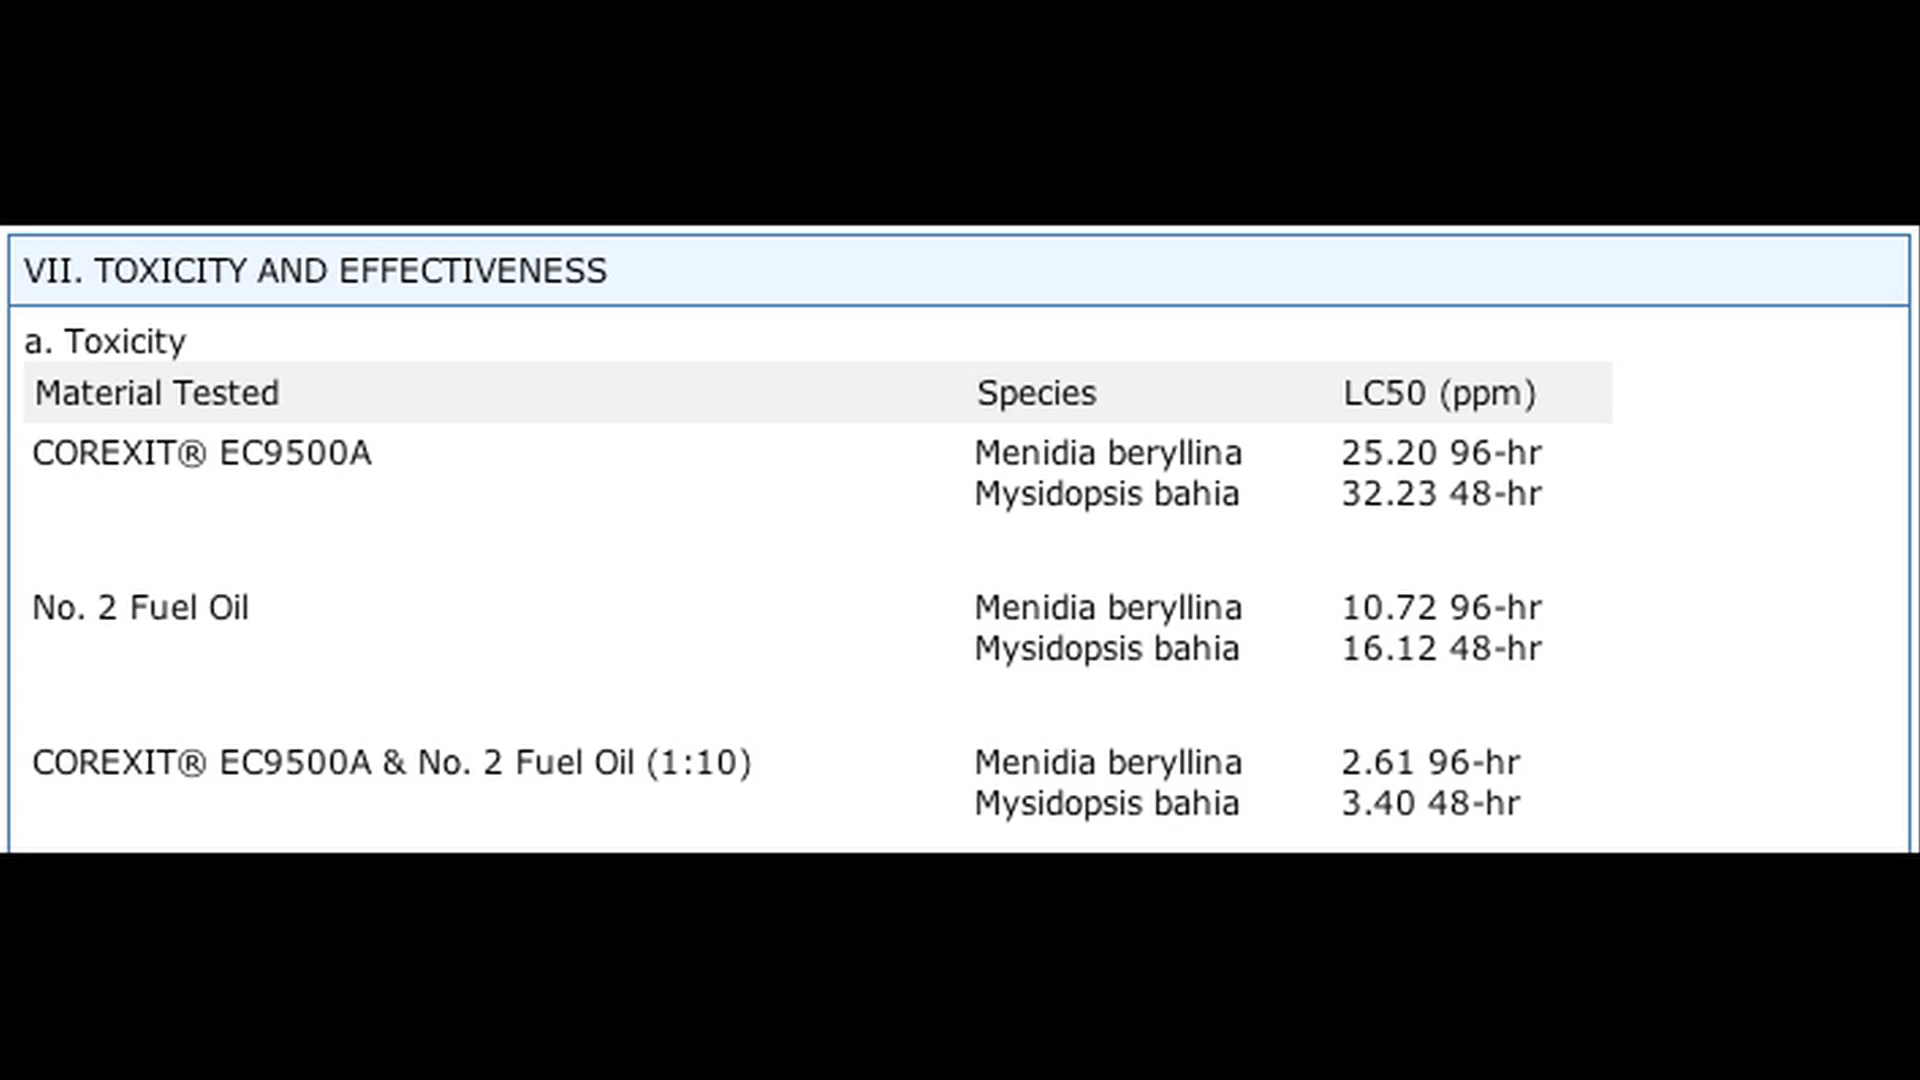 VII. TOXICITY AND EFFECTIVENESS
a. Toxicity
Material Tested Species LC50 (ppm)
COREXIT® EC9500A Menidia beryllina 25.20 96-hr
Mysidopsis bahia 32.23 48-hr
No. 2 Fuel Oil Menidia beryllina 10.72 96-hr
Mysidopsis bahia 16.12 48-hr
COREXIT® EC9500A & No. 2 Fuel Oil (1:10) Menidia beryllina 2.61 96-hr
Mysidopsis bahia 3.40 48-hr